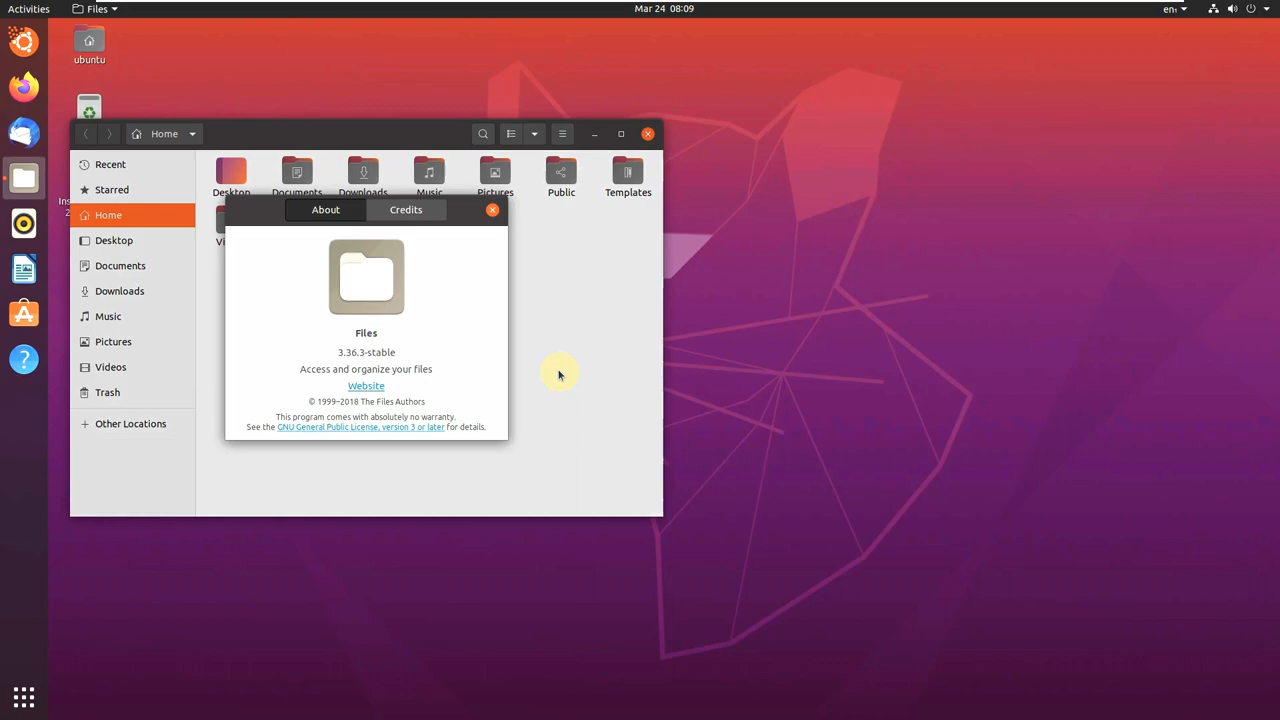 Activities
Files
Mar 24 08:09
en₁
ubuntu
Home
Recent
Starred
Home
Desktop
Documents
Downloads
Music
Pictures
Videos
Trash
Other Locations
Desktop
Documents
Downloads
Music
Pictures
Public
Templates
About
Credits
Files
3.36.3-stable
Access and organize your files
Website
© 1999–2018 The Files Authors
This program comes with absolutely no warranty.
See the GNU General Public License, version 3 or later for details.